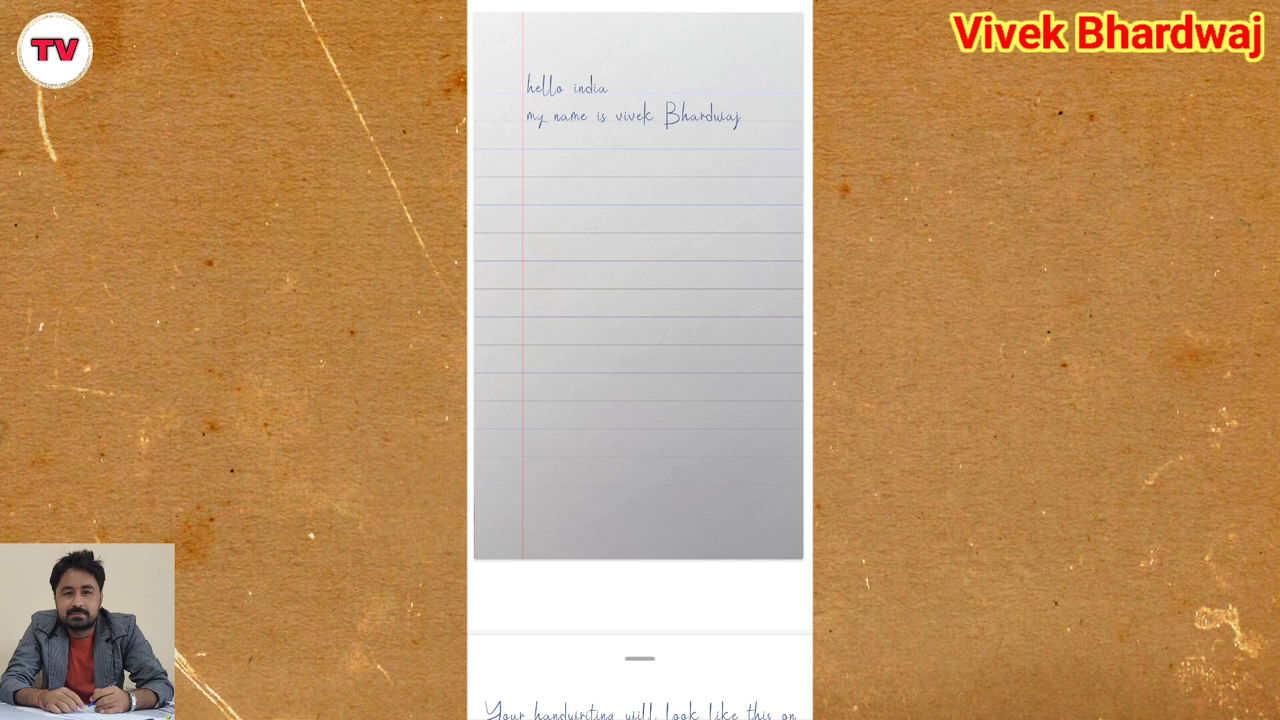 TV
Vivek Bhardwaj
hello india
my name is vivek Bhardwaj
Your handwriting will look like this on